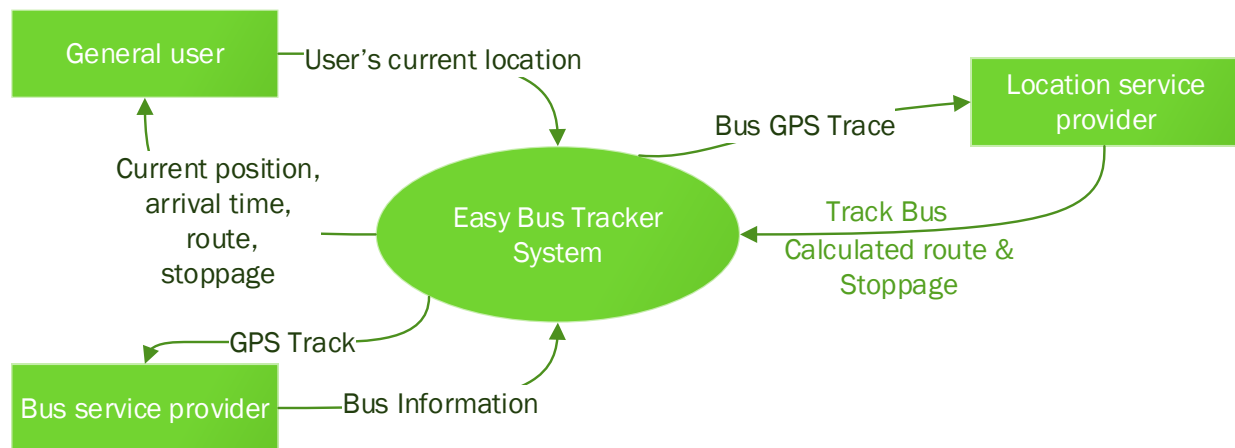 General user
User’s current location
Location service
provider
Bus GPS Trace
Current position,
arrival time,
route,
stoppage
Easy Bus Tracker
System
Track Bus
Calculated route &
Stoppage
GPS Track
Bus service provider
Bus Information